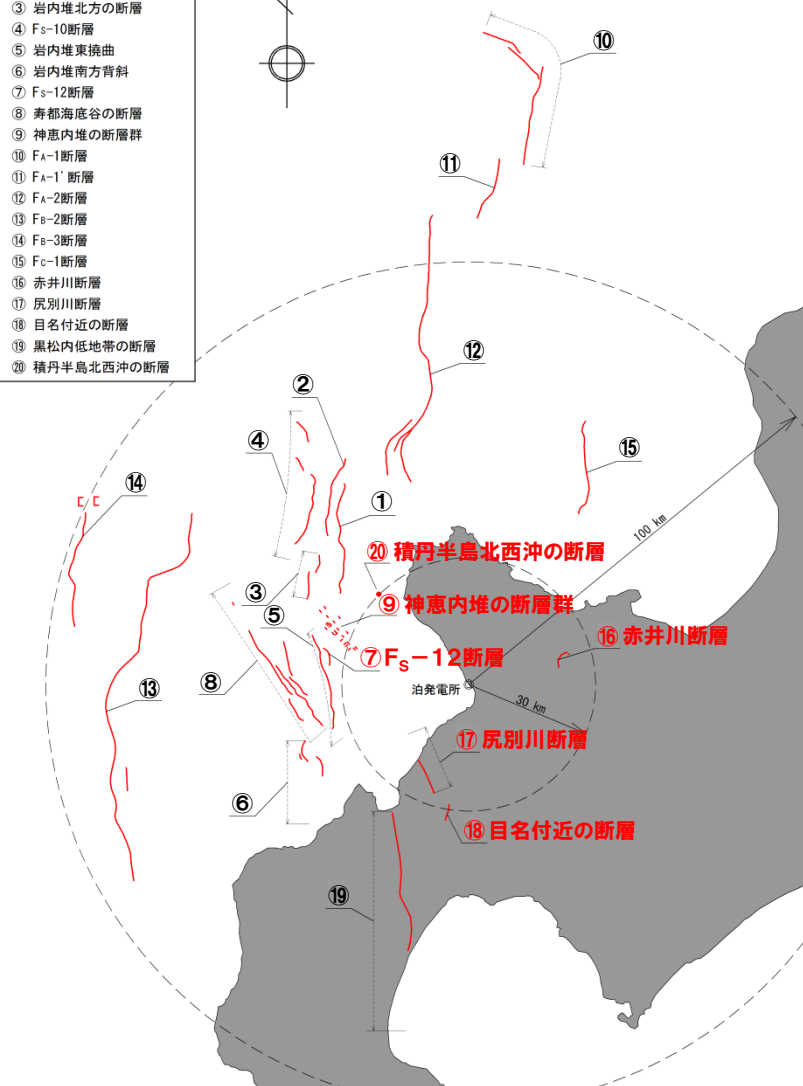 ③ 岩内堆北方の断層
④ Fs-10断層
⑤ 岩内堆東撓曲
⑥ 岩内堆南方背斜
⑦ Fs-12断層
⑧ 寿都海底谷の断層
⑨ 神恵内堆の断層群
⑩ FA-1断層
⑪ FA-1'断層
⑫ FA-2断層
⑬ FB-2断層
⑭ FB-3断層
⑮ FC-1断層
⑯ 赤井川断層
⑰ 尻別川断層
⑱ 目名付近の断層
⑲ 黒松内低地帯の断層
⑳ 積丹半島北西沖の断層
⑩
⑪
⑫
②
④
⑮
⑭
①
100 km
⑳ 積丹半島北西沖の断層
③
⑨ 神恵内堆の断層群
⑤
⑯ 赤井川断層
⑦ FS－12断層
⑧
泊発電所
⑬
30 km
⑰ 尻別川断層
⑥
⑱ 目名付近の断層
⑲